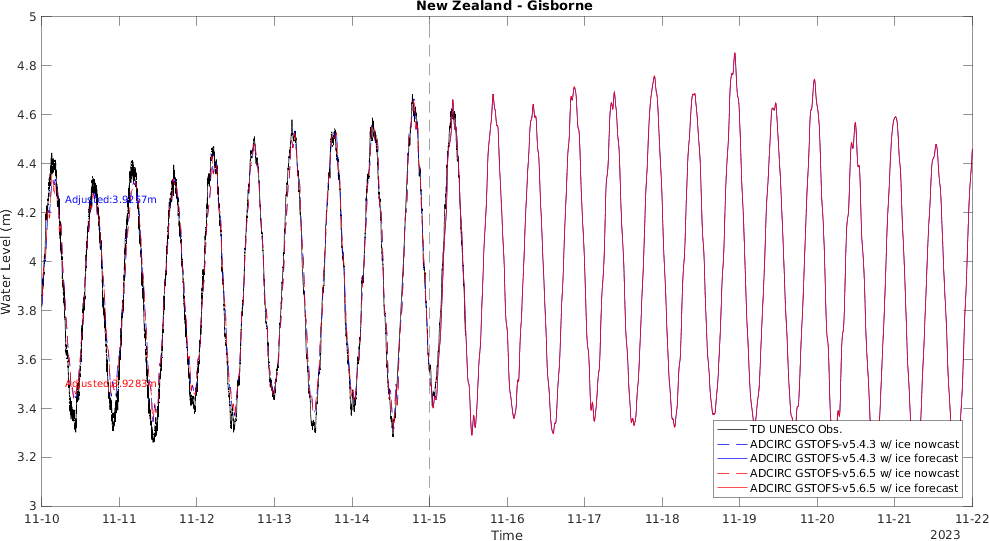 New Zealand - Gisborne
5
4.8
4.6
4.4
4.2
4
3.8
3.6
3.4
3.2
3
Water Level (m)
Adjusted:3.9257m
Adjusted:3.9283m
TD UNESCO Obs.
ADCIRC GSTOFS-v5.4.3 w/ ice nowcast
ADCIRC GSTOFS-v5.4.3 w/ ice forecast
ADCIRC GSTOFS-v5.6.5 w/ ice nowcast
ADCIRC GSTOFS-v5.6.5 w/ ice forecast
11-10 11-11 11-12 11-13 11-14 11-15 11-16 11-17 11-18 11-19 11-20 11-21 11-22
Time
2023